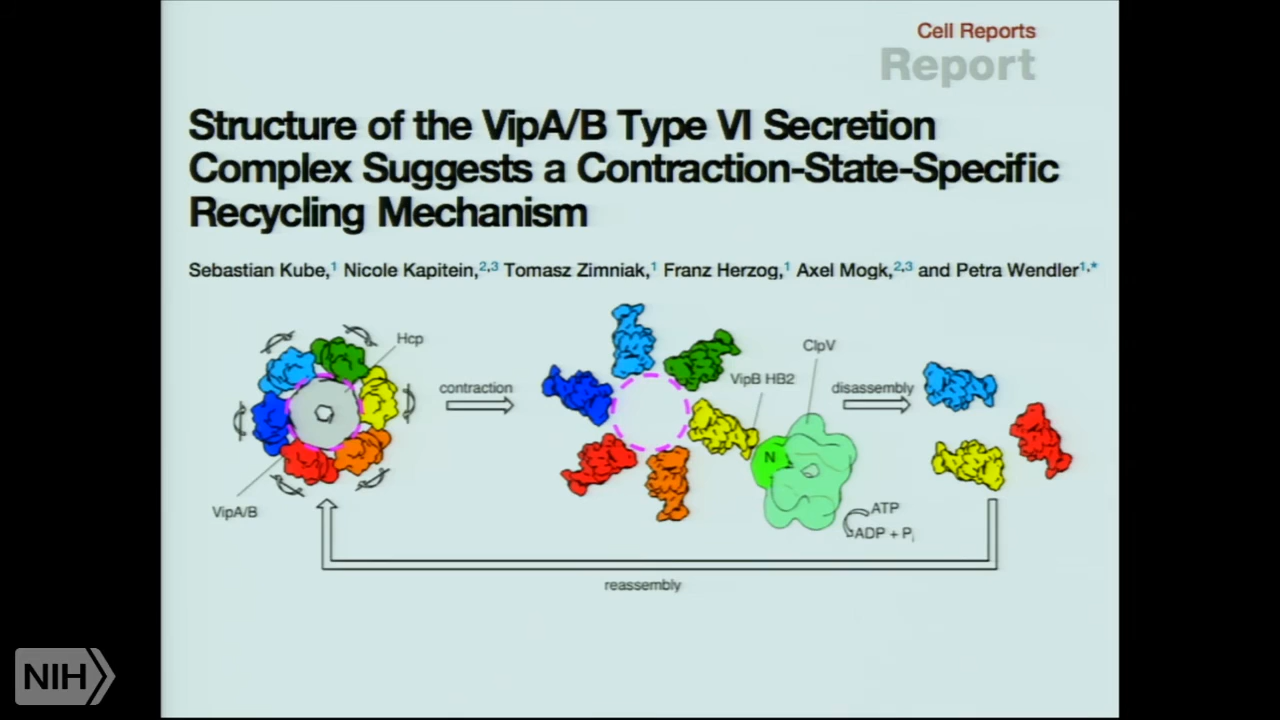 Cell Reports
Report
Structure of the VipA/B Type VI Secretion
Complex Suggests a Contraction-State-Specific
Recycling Mechanism
Sebastian Kube,1 Nicole Kapitein,2,3 Tomasz Zimniak,1 Franz Herzog,1 Axel Mogk,2,3 and Petra Wendler1,*
Hcp
contraction
VipA/B
VipB HB2
ClpV
N
ATP
ADP + Pi
disassembly
reassembly
NIH